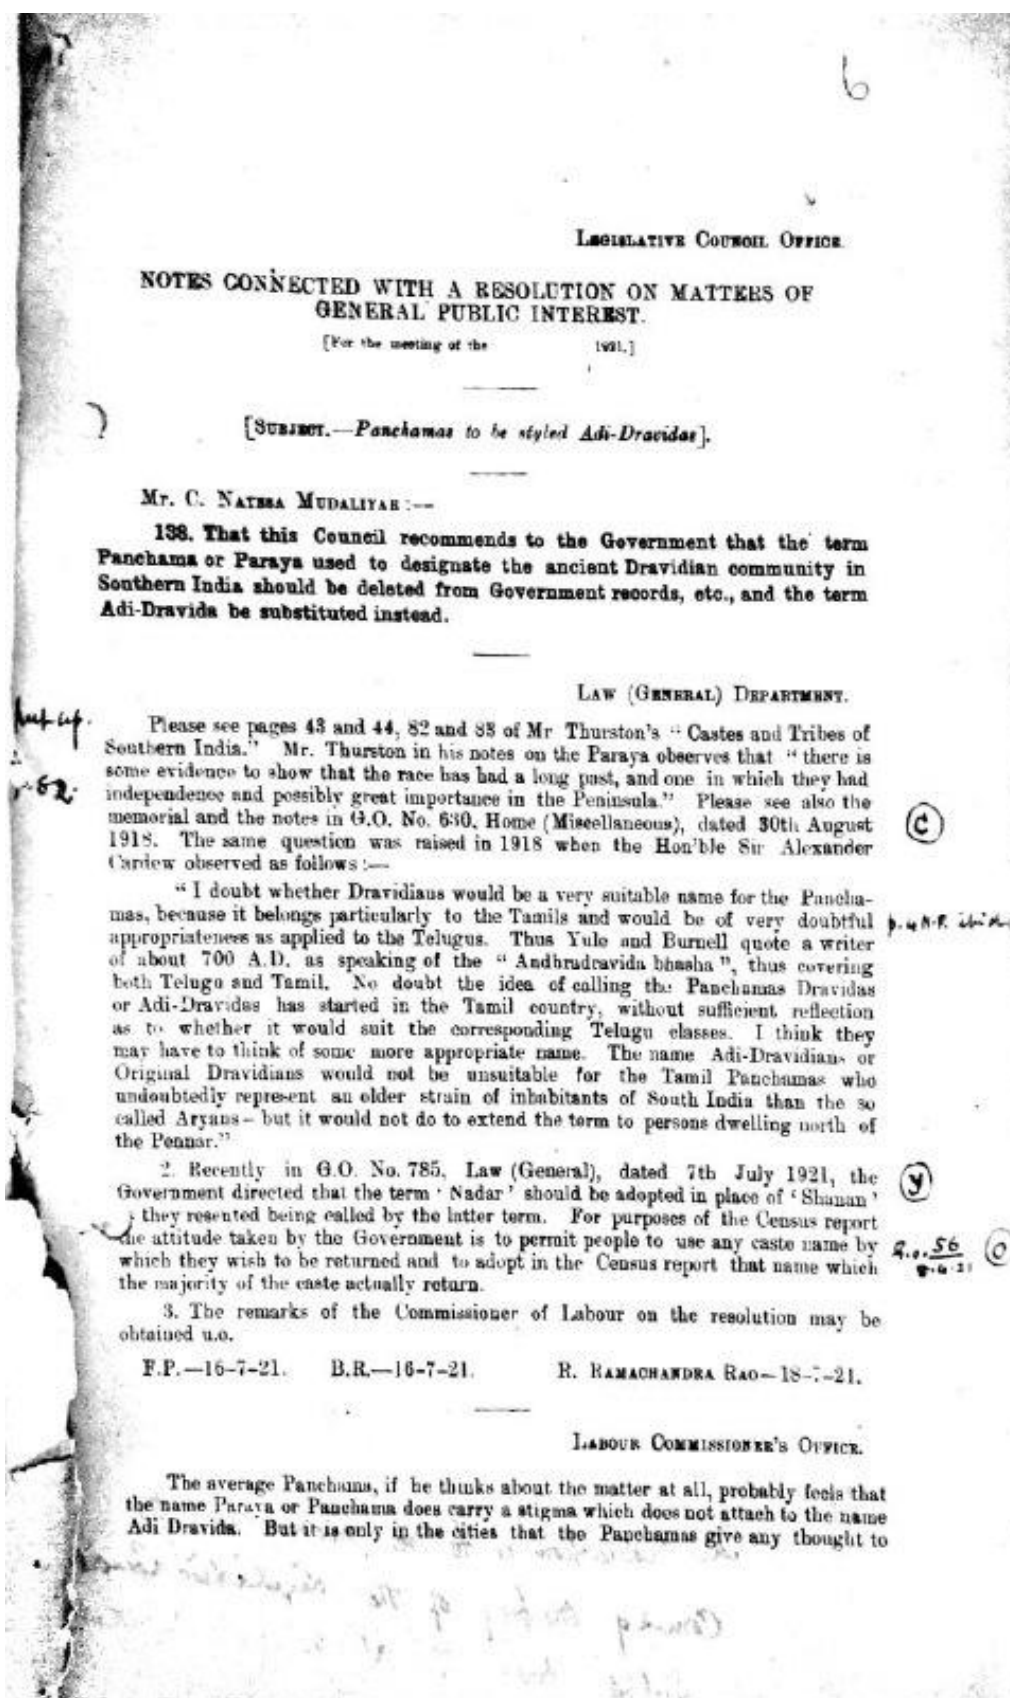 6
LEGISLATIVE COUNCIL OFFICE.
NOTES CONNECTED WITH A RESOLUTION ON MATTERS OF
GENERAL PUBLIC INTEREST.
[For the meeting of the 1921.]
[SUBJECT.—Panchamas to be styled Adi-Dravidas].
Mr. C. NATESA MUDALIYAR :—
138. That this Council recommends to the Government that the term
Panchama or Paraya used to designate the ancient Dravidian community in
Southern India should be deleted from Government records, etc., and the term
Adi-Dravida be substituted instead.
LAW (GENERAL) DEPARTMENT.
Please see pages 43 and 44, 82 and 83 of Mr Thurston's "Castes and Tribes of
Southern India." Mr. Thurston in his notes on the Paraya observes that "there is
some evidence to show that the race has had a long past, and one in which they had
independence and possibly great importance in the Peninsula." Please see also the
memorial and the notes in G.O. No. 630, Home (Miscellaneous), dated 30th August
1918. The same question was raised in 1918 when the Hon'ble Sir Alexander
Cardew observed as follows :—
C
"I doubt whether Dravidians would be a very suitable name for the Pancha-
mas, because it belongs particularly to the Tamils and would be of very doubtful
appropriateness as applied to the Telugus. Thus Yule and Burnell quote a writer
of about 700 A.D. as speaking of the "Andhradravida bhasha", thus covering
both Telugu and Tamil. No doubt the idea of calling the Panchamas Dravidas
or Adi-Dravidas has started in the Tamil country, without sufficient reflection
as to whether it would suit the corresponding Telugu classes. I think they
may have to think of some more appropriate name. The name Adi-Dravidians or
Original Dravidians would not be unsuitable for the Tamil Panchamas who
undoubtedly represent an older strain of inhabitants of South India than the so
called Aryans—but it would not do to extend the term to persons dwelling north of
the Pennar."
2. Recently in G.O. No. 785, Law (General), dated 7th July 1921, the
Government directed that the term 'Nadar' should be adopted in place of 'Shanan'
they resented being called by the latter term. For purposes of the Census report
the attitude taken by the Government is to permit people to use any caste name by
which they wish to be returned and to adopt in the Census report that name which
the majority of the caste actually return.
y
56
3. The remarks of the Commissioner of Labour on the resolution may be
obtained u.o.
F.P.—16-7-21. B.R.—16-7-21. R. RAMACHANDRA RAO—18-7-21.
LABOUR COMMISSIONER'S OFFICE.
The average Panchama, if he thinks about the matter at all, probably feels that
the name Paraya or Panchama does carry a stigma which does not attach to the name
Adi Dravida. But it is only in the cities that the Panchamas give any thought to